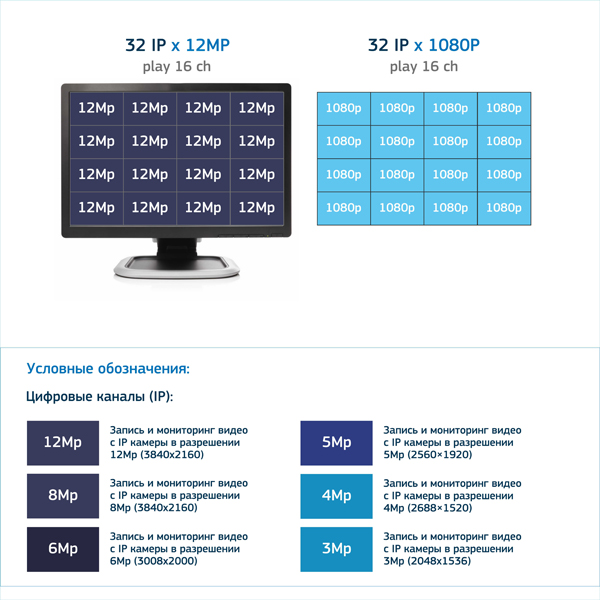 32 IP x 12MP
play 16 ch
12Mp 12Mp 12Mp 12Mp
12Mp 12Mp 12Mp 12Mp
12Mp 12Mp 12Mp 12Mp
12Mp 12Mp 12Mp 12Mp
32 IP x 1080P
play 16 ch
1080p 1080p 1080p 1080p
1080p 1080p 1080p 1080p
1080p 1080p 1080p 1080p
1080p 1080p 1080p 1080p
Условные обозначения:
Цифровые каналы (IP):
12Mp
Запись и мониторинг видео
с IP камеры в разрешении
12Mp (3840x2160)
8Mp
Запись и мониторинг видео
с IP камеры в разрешении
8Mp (3840x2160)
6Mp
Запись и мониторинг видео
с IP камеры в разрешении
6Mp (3008x2000)
5Mp
Запись и мониторинг видео
с IP камеры в разрешении
5Mp (2560×1920)
4Mp
Запись и мониторинг видео
с IP камеры в разрешении
4Mp (2688×1520)
3Mp
Запись и мониторинг видео
с IP камеры в разрешении
3Mp (2048x1536)